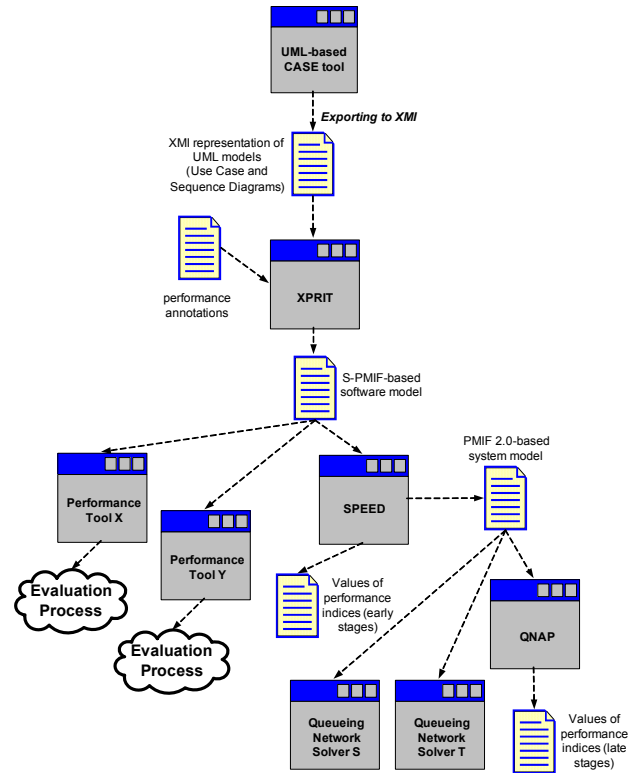 UML-based
CASE tool
Exporting to XMI
XMI representation of
UML models
(Use Case and
Sequence Diagrams)
performance
annotations
XPRIT
S-PMIF-based
software model
PMIF 2.0-based
system model
Performance
Tool X
SPEED
Performance
Tool Y
Evaluation
Process
Values of
performance
indices (early
stages)
Evaluation
Process
QNAP
Queueing
Network
Solver S
Queueing
Network
Solver T
Values of
performance
indices (late
stages)